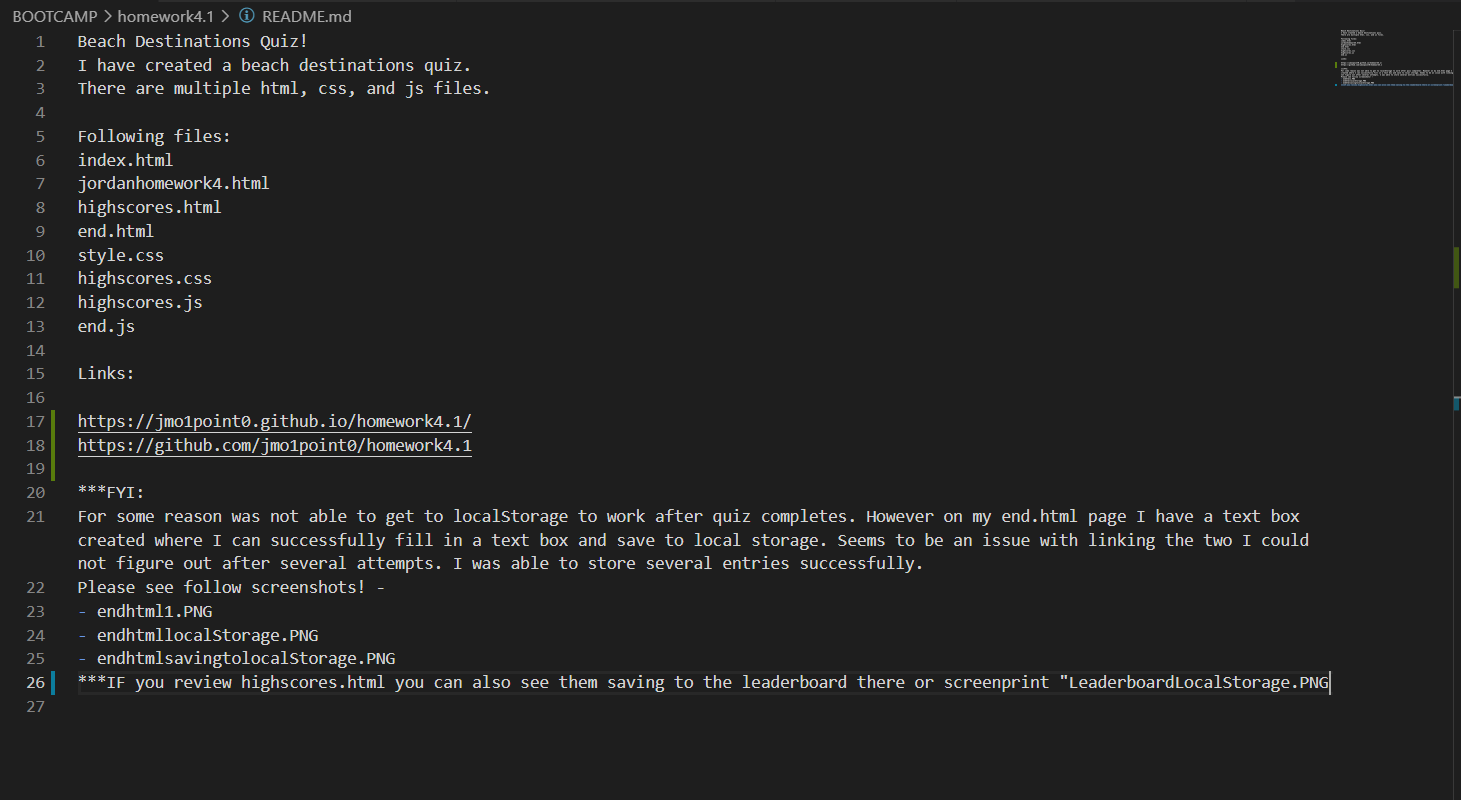 BOOTCAMP > homework4.1 > README.md
1 Beach Destinations Quiz!
2 I have created a beach destinations quiz.
3 There are multiple html, css, and js files.
4
5 Following files:
6 index.html
7 jordanhomework4.html
8 highscores.html
9 end.html
10 style.css
11 highscores.css
12 highscores.js
13 end.js
14
15 Links:
16
17 https://jmo1point0.github.io/homework4.1/
18 https://github.com/jmo1point0/homework4.1
19
20 ***FYI:
21 For some reason was not able to get to localStorage to work after quiz completes. However on my end.html page I have a text box
created where I can successfully fill in a text box and save to local storage. Seems to be an issue with linking the two I could
not figure out after several attempts. I was able to store several entries successfully.
22 Please see follow screenshots! -
23 - endhtml1.PNG
24 - endhtmllocalStorage.PNG
25 - endhtmlsavingtolocalStorage.PNG
26 ***IF you review highscores.html you can also see them saving to the leaderboard there or screenprint "LeaderboardLocalStorage.PNG
27